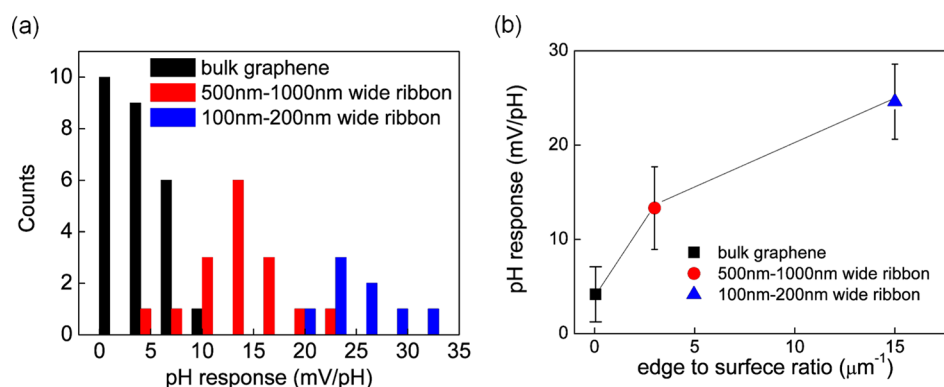 (a)
bulk graphene
500nm-1000nm wide ribbon
100nm-200nm wide ribbon
10
8
6
4
2
0
Counts
0 5 10 15 20 25 30 35
pH response (mV/pH)
(b)
30
20
10
0
pH response (mV/pH)
bulk graphene
500nm-1000nm wide ribbon
100nm-200nm wide ribbon
0 5 10 15
edge to surfece ratio (μm⁻¹)